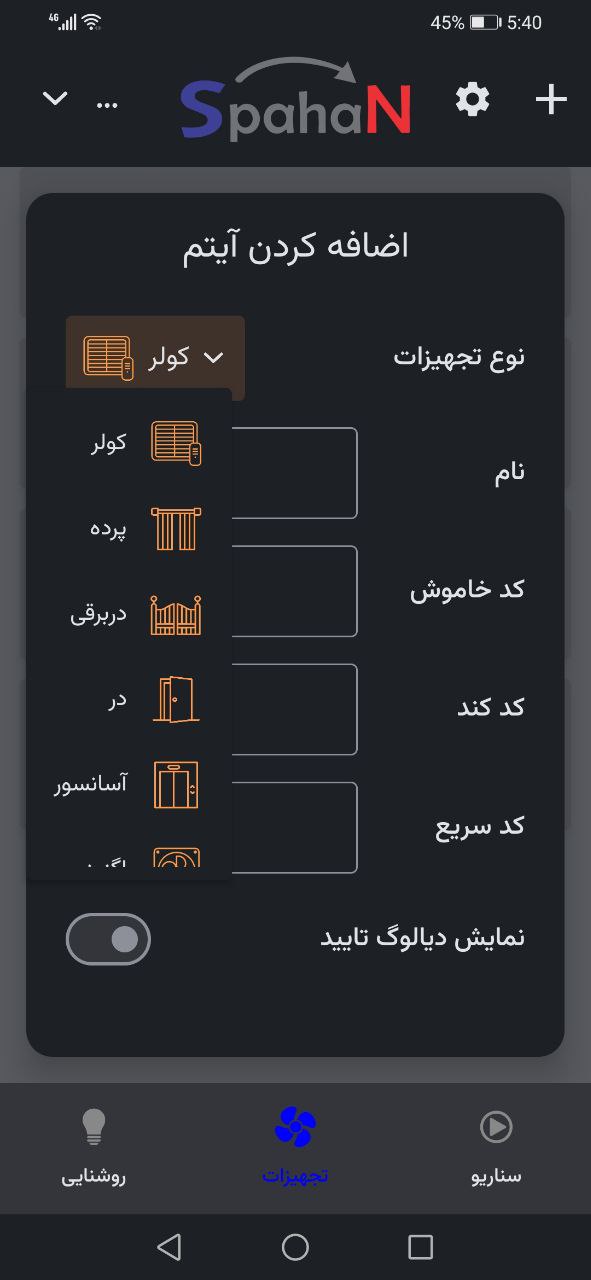 4G
45% 5:40
...
SpahaN
اضافه کردن آیتم
نوع تجهیزات
کولر
کولر
پرده
دربرقی
در
آسانسور
نام
کد خاموش
کد کند
کد سریع
نمایش دیالوگ تایید
سناریو
تجهیزات
روشنایی